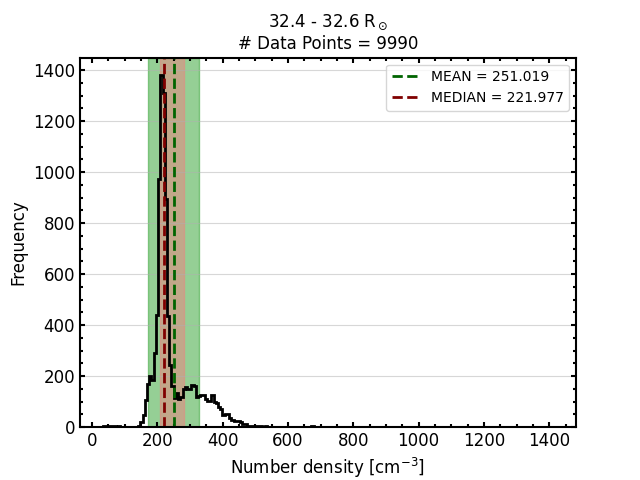 32.4 - 32.6 R⊙
# Data Points = 9990
MEAN = 251.019
MEDIAN = 221.977
Frequency
1400
1200
1000
800
600
400
200
0
0 200 400 600 800 1000 1200 1400
Number density [cm⁻³]